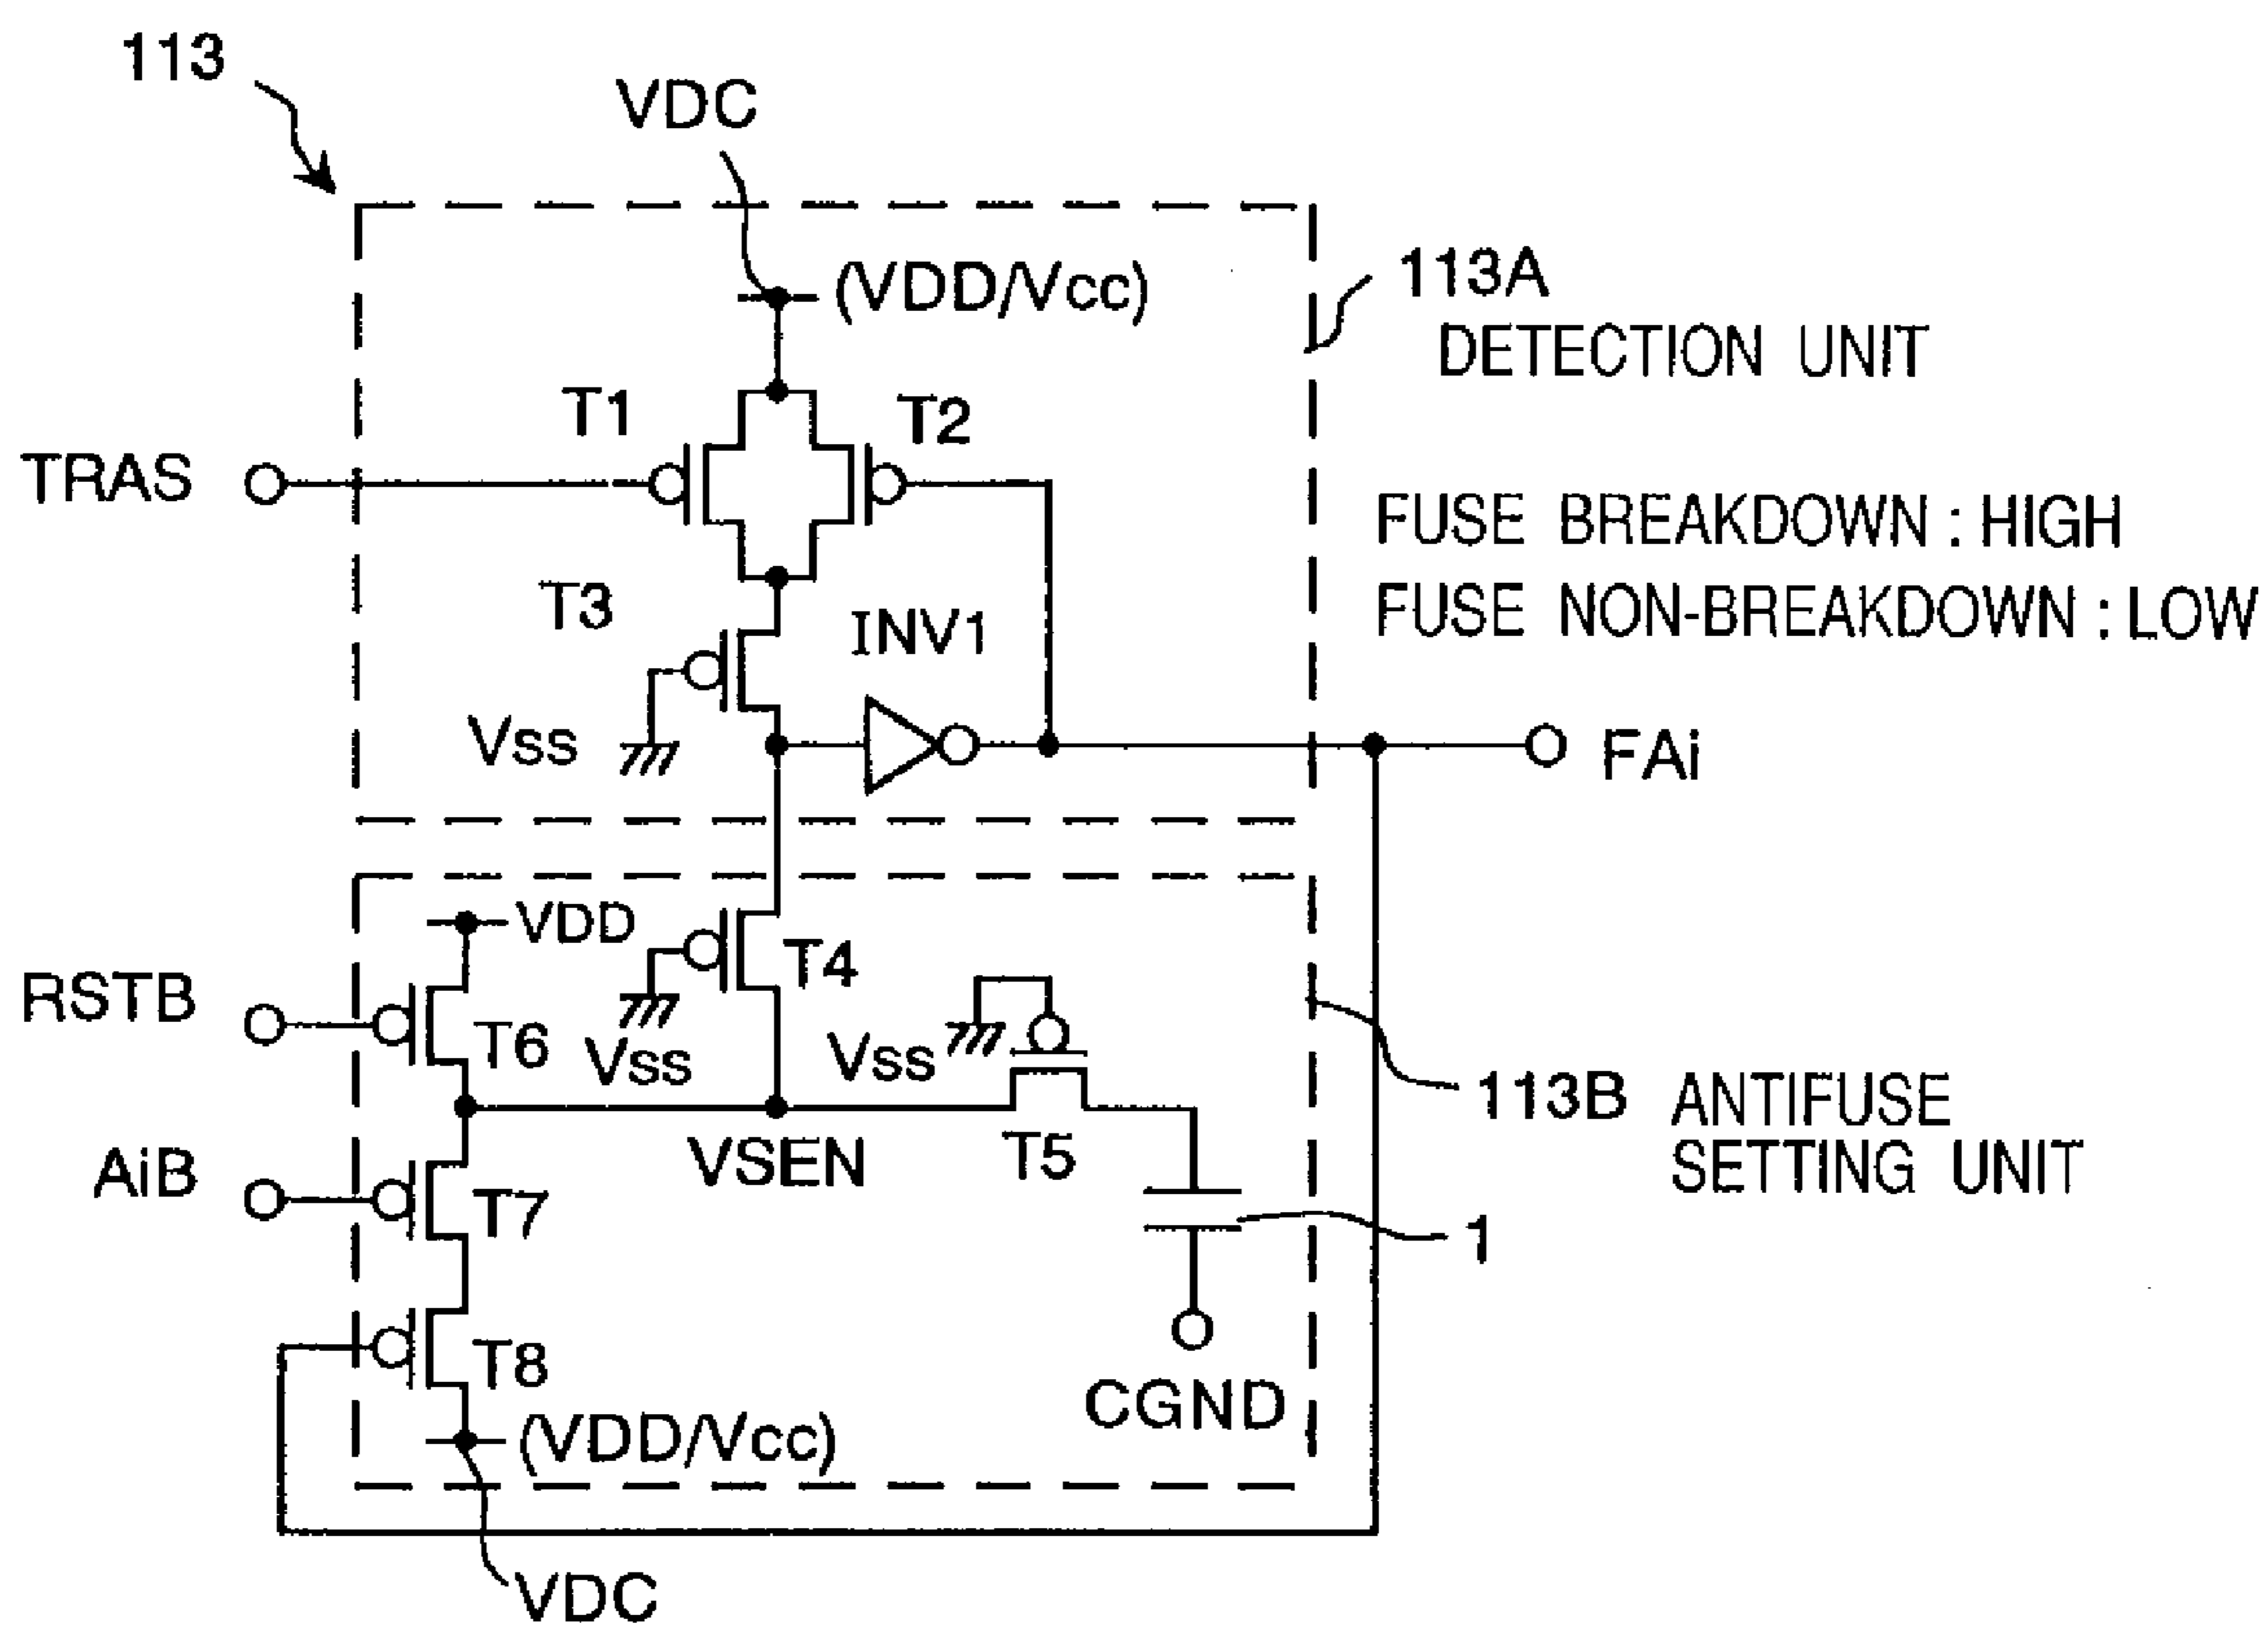 113
VDC
(VDD/Vcc)
113A
DETECTION UNIT
T1
T2
TRAS
FUSE BREAKDOWN : HIGH
FUSE NON-BREAKDOWN : LOW
T3
INV1
Vss
FAi
VDD
RSTB
T6
T4
Vss
Vss
113B ANTIFUSE
SETTING UNIT
AiB
T7
VSEN
T5
1
T8
CGND
(VDD/Vcc)
VDC